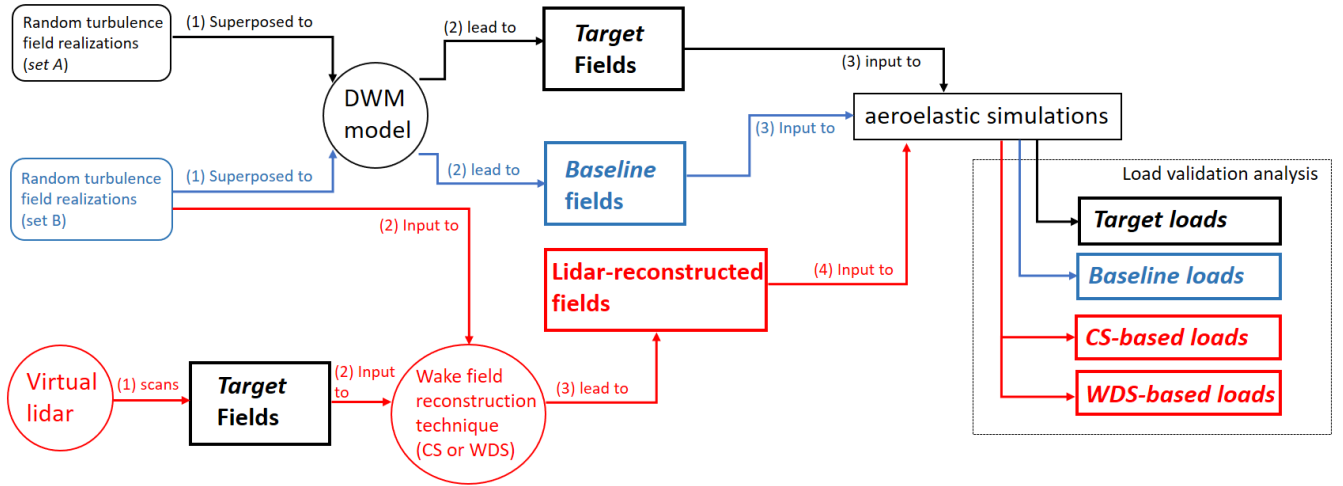 Random turbulence
field realizations
(set A)
(1) Superposed to
DWM
model
(2) lead to
Target
Fields
(3) input to
aeroelastic simulations
Random turbulence
field realizations
(set B)
(1) Superposed to
(2) lead to
Baseline
fields
(3) Input to
(2) Input to
Lidar-reconstructed
fields
(4) Input to
Virtual
lidar
(1) scans
Target
Fields
(2) Input
to
Wake field
reconstruction
technique
(CS or WDS)
(3) lead to
Load validation analysis
Target loads
Baseline loads
CS-based loads
WDS-based loads